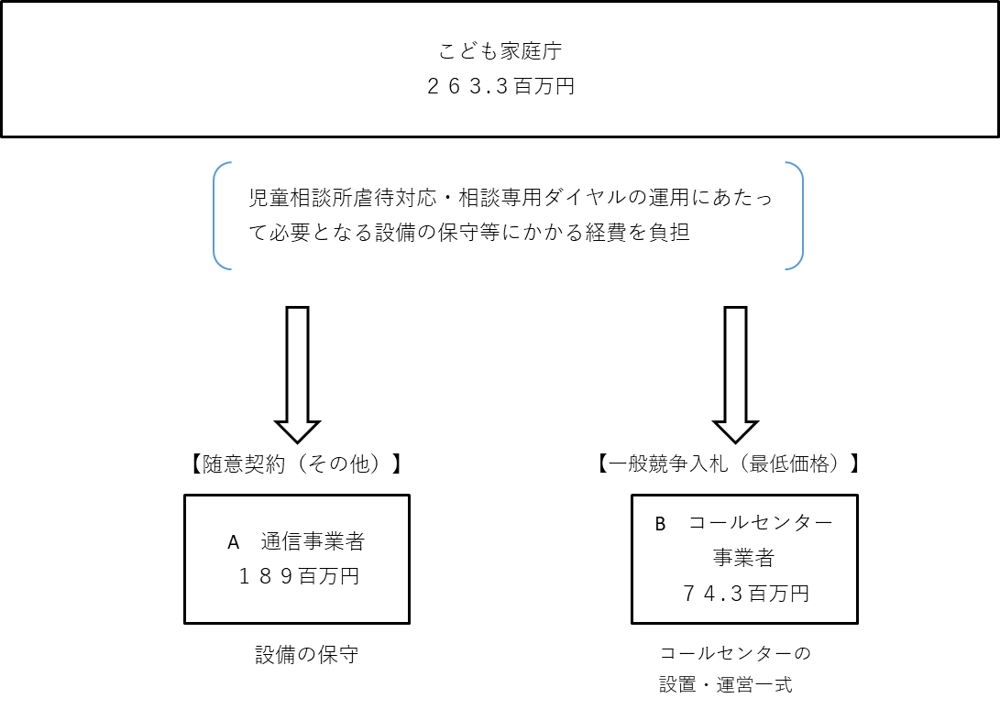 こども家庭庁
２６３.３百万円
児童相談所虐待対応・相談専用ダイヤルの運用にあたっ
て必要となる設備の保守等にかかる経費を負担
【随意契約（その他）】
A　通信事業者
１８９百万円
設備の保守
【一般競争入札（最低価格）】
B　コールセンター
事業者
７４.３百万円
コールセンターの
設置・運営一式